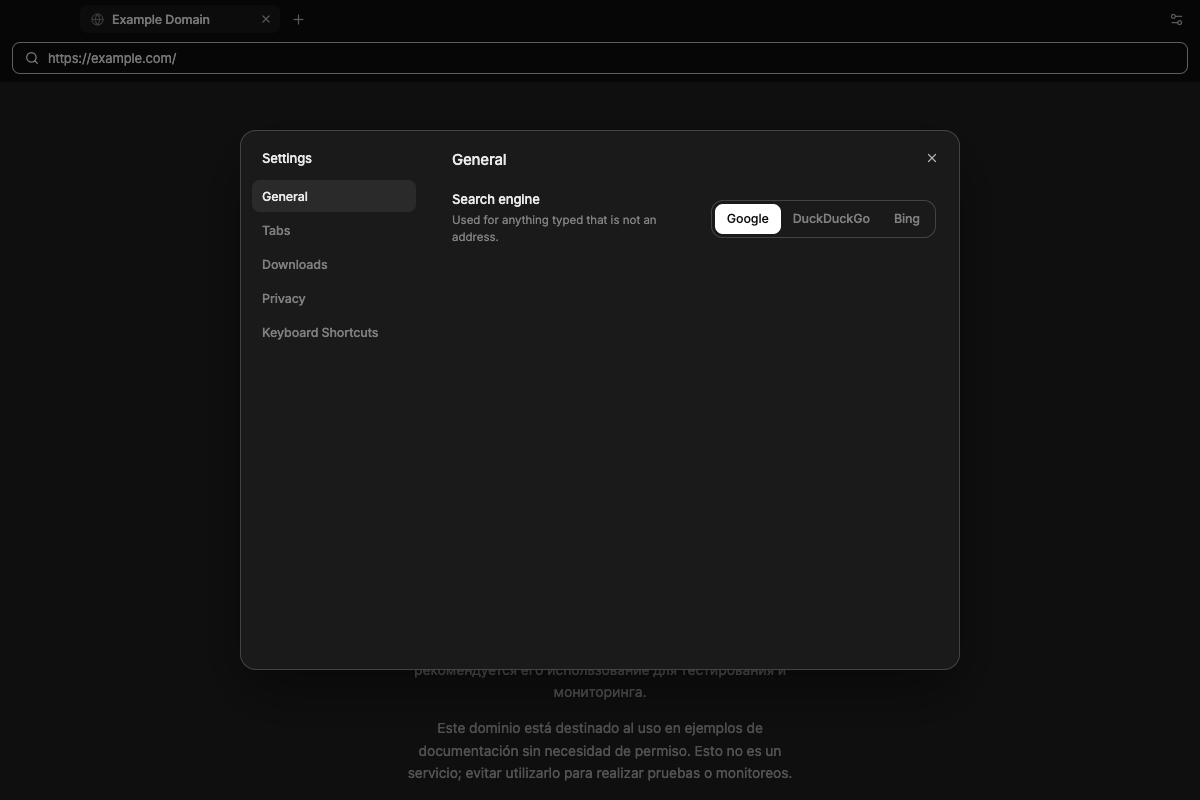 Example Domain
https://example.com/
Settings
General
Tabs
Downloads
Privacy
Keyboard Shortcuts
General
Search engine
Used for anything typed that is not an
address.
Google DuckDuckGo Bing
рекомендуется его использование для тестирования и
мониторинга.
Este dominio está destinado al uso en ejemplos de
documentación sin necesidad de permiso. Esto no es un
servicio; evitar utilizarlo para realizar pruebas o monitoreos.